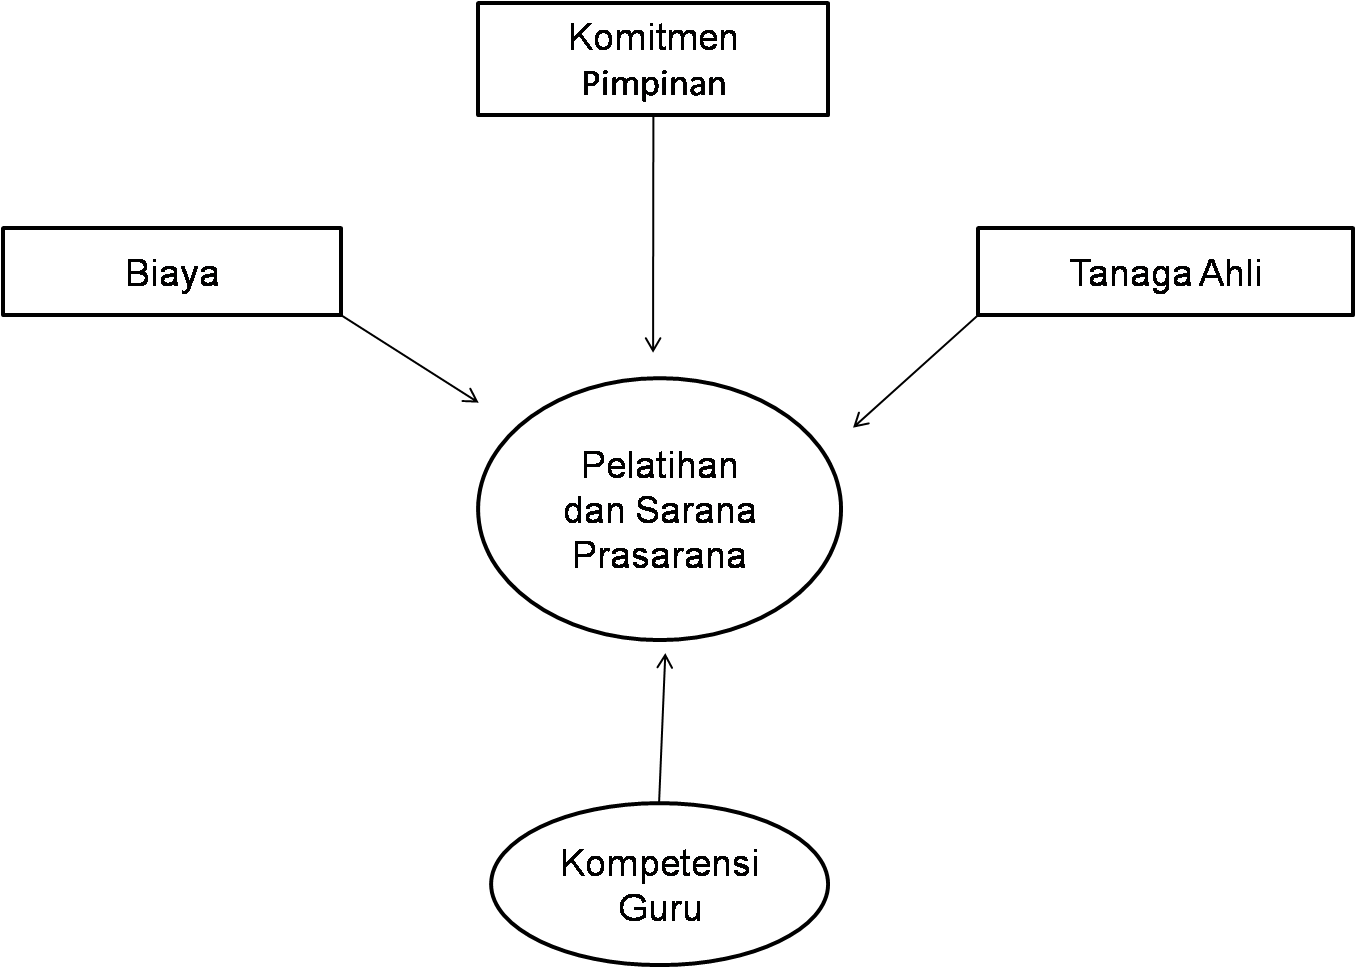 Komitmen
Pimpinan
Biaya
Tanaga Ahli
Pelatihan
dan Sarana
Prasarana
Kompetensi
Guru